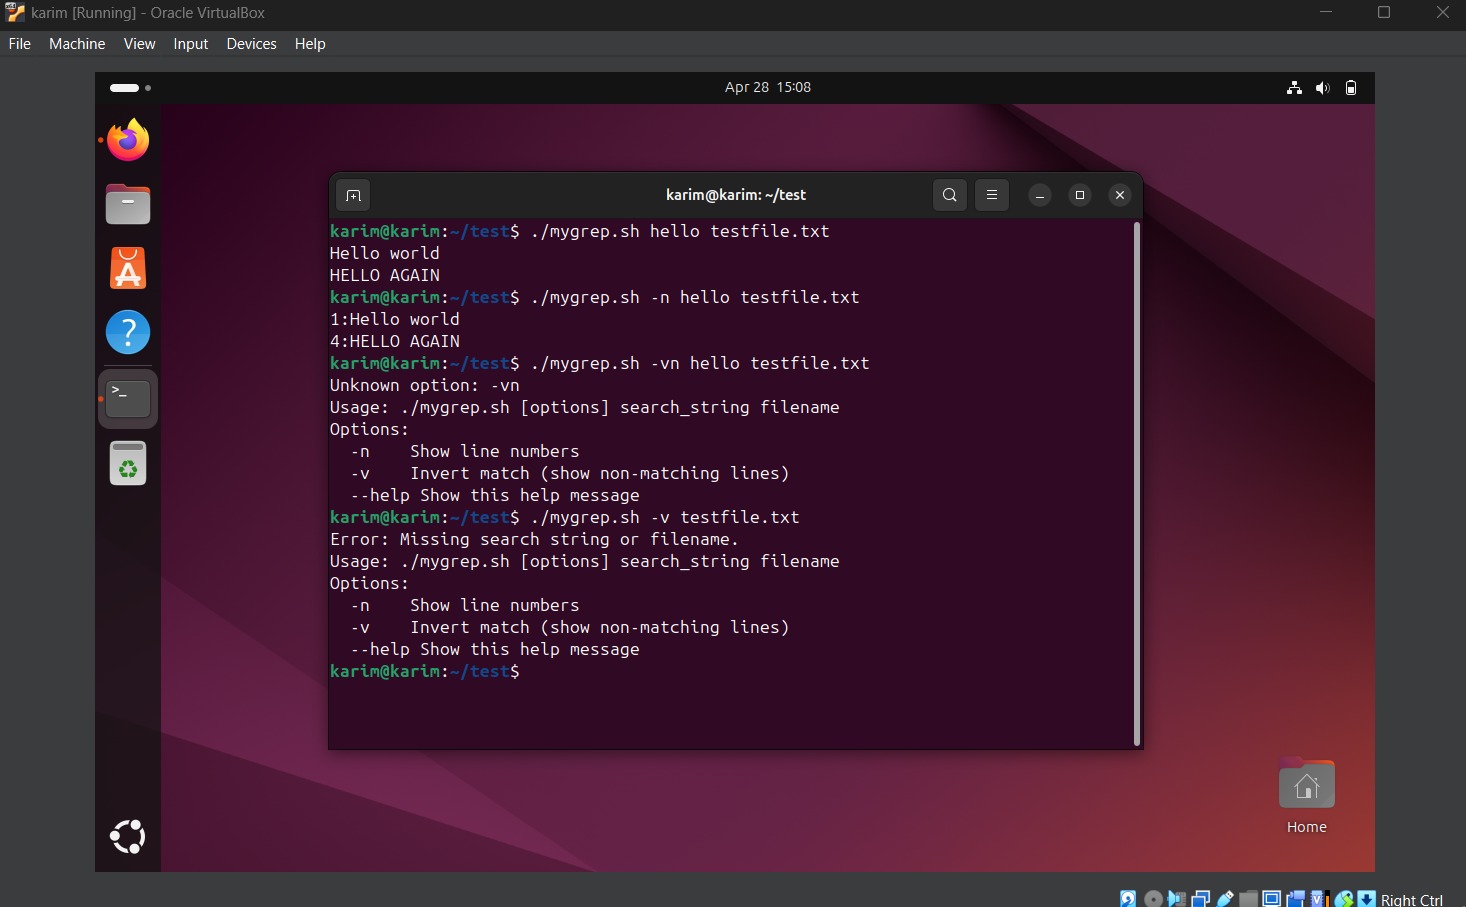 karim [Running] - Oracle VirtualBox
File Machine View Input Devices Help
Apr 28 15:08
karim@karim: ~/test
karim@karim:~/test$ ./mygrep.sh hello testfile.txt
Hello world
HELLO AGAIN
karim@karim:~/test$ ./mygrep.sh -n hello testfile.txt
1:Hello world
4:HELLO AGAIN
karim@karim:~/test$ ./mygrep.sh -vn hello testfile.txt
Unknown option: -vn
Usage: ./mygrep.sh [options] search_string filename
Options:
  -n    Show line numbers
  -v    Invert match (show non-matching lines)
  --help Show this help message
karim@karim:~/test$ ./mygrep.sh -v testfile.txt
Error: Missing search string or filename.
Usage: ./mygrep.sh [options] search_string filename
Options:
  -n    Show line numbers
  -v    Invert match (show non-matching lines)
  --help Show this help message
karim@karim:~/test$
Home
Right Ctrl